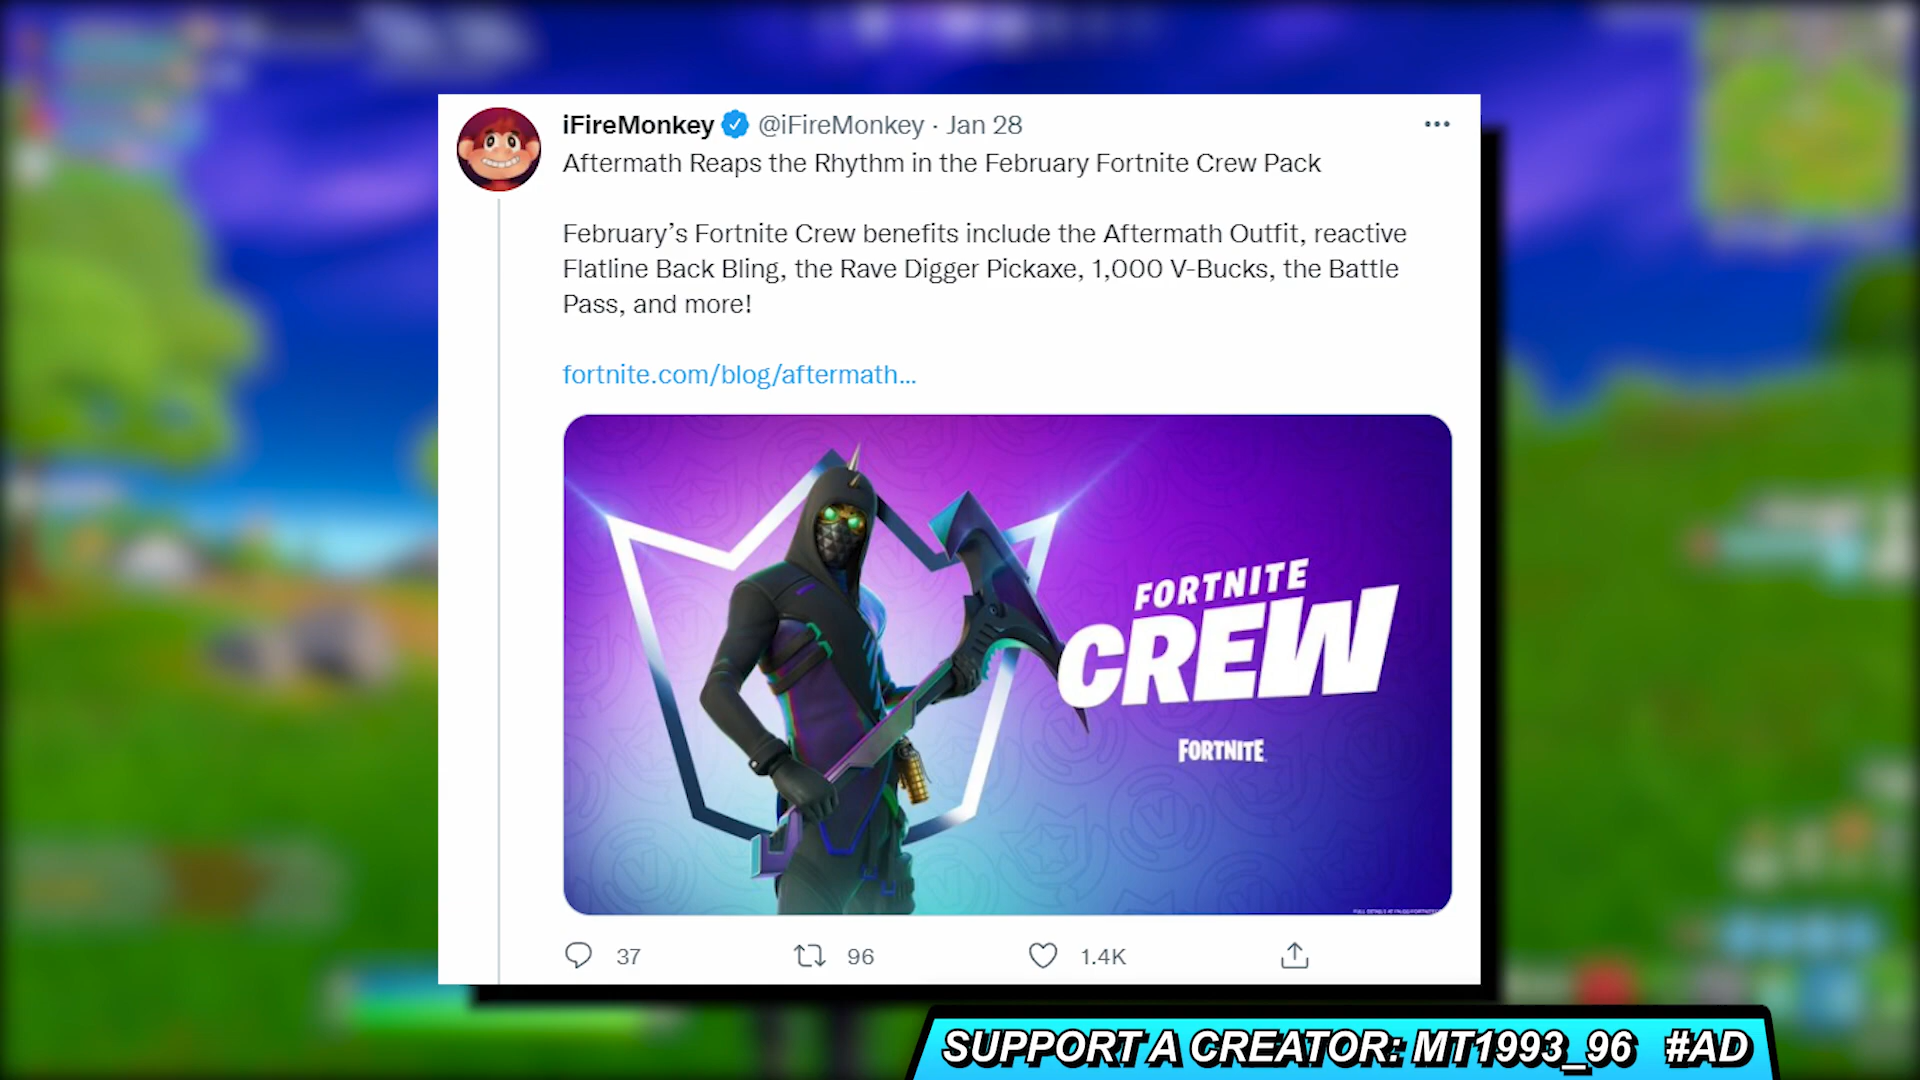 iFireMonkey @iFireMonkey · Jan 28
Aftermath Reaps the Rhythm in the February Fortnite Crew Pack
February’s Fortnite Crew benefits include the Aftermath Outfit, reactive
Flatline Back Bling, the Rave Digger Pickaxe, 1,000 V-Bucks, the Battle
Pass, and more!
fortnite.com/blog/aftermath...
FORTNITE
CREW
FORTNITE
37 96 1.4K
SUPPORT A CREATOR: MT1993_96 #AD